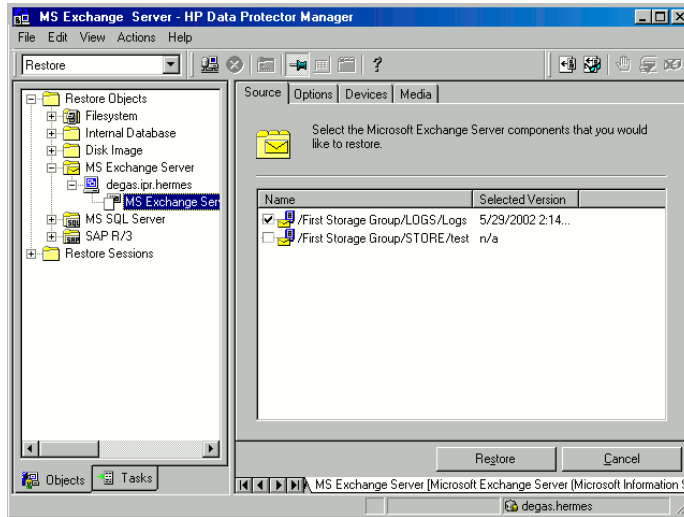 MS Exchange Server - HP Data Protector Manager
File Edit View Actions Help
Restore
Restore Objects
Filesystem
Internal Database
Disk Image
MS Exchange Server
degas.ipr.hermes
MS Exchange Ser
MS SQL Server
SAP R/3
Restore Sessions
Objects Tasks
Source Options Devices Media
Select the Microsoft Exchange Server components that you would
like to restore.
Name Selected Version
/First Storage Group/LOGS/Logs 5/29/2002 2:14...
/First Storage Group/STORE/test n/a
Restore Cancel
MS Exchange Server [Microsoft Exchange Server (Microsoft Information S
degas.hermes